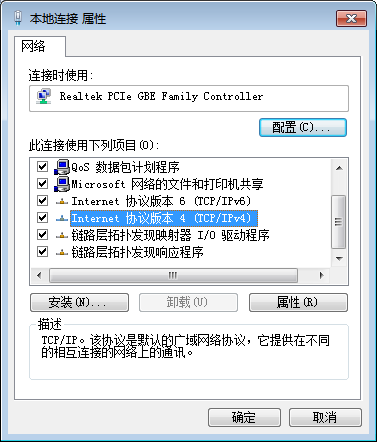 本地连接 属性
网络
连接时使用:
Realtek PCIe GBE Family Controller
配置(C)...
此连接使用下列项目(O):
QoS 数据包计划程序
Microsoft 网络的文件和打印机共享
Internet 协议版本 6 (TCP/IPv6)
Internet 协议版本 4 (TCP/IPv4)
链路层拓扑发现映射器 I/O 驱动程序
链路层拓扑发现响应程序
安装(N)... 卸载(U) 属性(R)
描述
TCP/IP。该协议是默认的广域网络协议，它提供在不同
的相互连接的网络上的通讯。
确定 取消